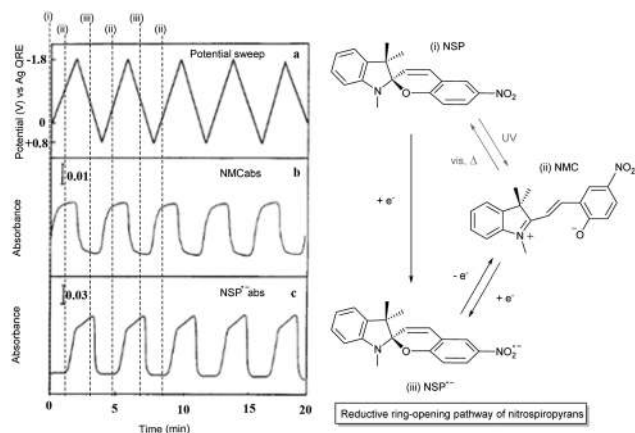 (i) (iii) (iii)
(ii) (ii) (ii)
Potential sweep a
-1.8
0
+0.8
Potential (V) vs Ag QRE
0.01
NMCabs b
Absorbance
0.03
NSP•−abs c
Absorbance
0 5 10 15 20
Time (min)
(i) NSP
N
O
NO2
UV
vis, Δ
+ e-
(ii) NMC
NO2
N
+
O
−
- e-
+ e-
N
O
NO2•−
(iii) NSP•−
Reductive ring-opening pathway of nitrospiropyrans